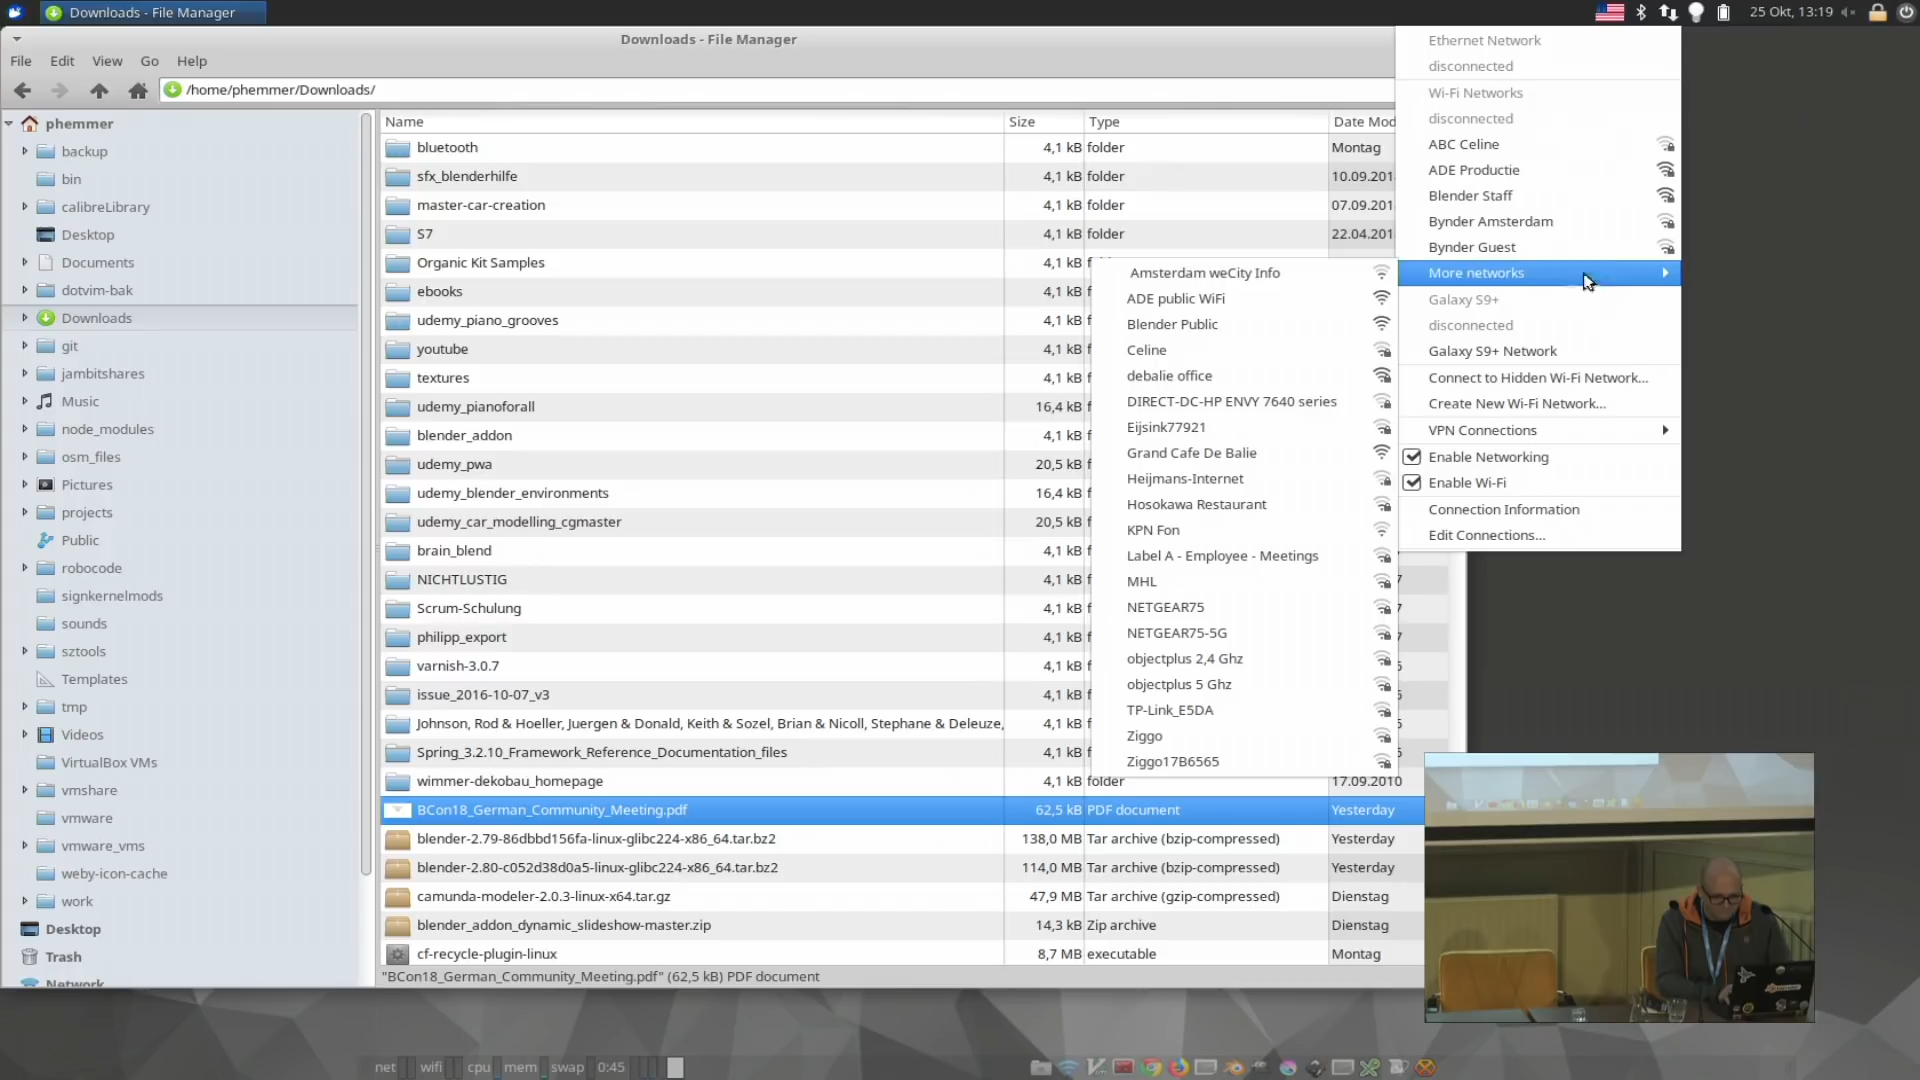 Downloads - File Manager
25 Okt, 13:19
Downloads - File Manager
File Edit View Go Help
/home/phemmer/Downloads/
phemmer
backup
bin
calibreLibrary
Desktop
Documents
dotvim-bak
Downloads
git
jambitshares
Music
node_modules
osm_files
Pictures
projects
Public
robocode
signkernelmods
sounds
sztools
Templates
tmp
Videos
VirtualBox VMs
vmshare
vmware
vmware_vms
weby-icon-cache
work
Desktop
Trash
Network
Name Size Type Date Mod
bluetooth 4,1 kB folder Montag
sfx_blenderhilfe 4,1 kB folder 10.09.201
master-car-creation 4,1 kB folder 07.09.201
S7 4,1 kB folder 22.04.201
Organic Kit Samples 4,1 kB
ebooks 4,1 kB f
udemy_piano_grooves 4,1 kB f
youtube 4,1 kB f
textures 4,1 kB f
udemy_pianoforall 16,4 kB f
blender_addon 4,1 kB f
udemy_pwa 20,5 kB f
udemy_blender_environments 16,4 kB f
udemy_car_modelling_cgmaster 20,5 kB f
brain_blend 4,1 kB f
NICHTLUSTIG 4,1 kB f 7
Scrum-Schulung 4,1 kB f 7
philipp_export 4,1 kB f 7
varnish-3.0.7 4,1 kB f 6
issue_2016-10-07_v3 4,1 kB f 6
Johnson, Rod & Hoeller, Juergen & Donald, Keith & Sozel, Brian & Nicoll, Stephane & Deleuze, 4,1 kB f 6
Spring_3.2.10_Framework_Reference_Documentation_files 4,1 kB f 5
wimmer-dekobau_homepage 4,1 kB folder 17.09.2010
BCon18_German_Community_Meeting.pdf 62,5 kB PDF document Yesterday
blender-2.79-86dbbd156fa-linux-glibc224-x86_64.tar.bz2 138,0 MB Tar archive (bzip-compressed) Yesterday
blender-2.80-c052d38d0a5-linux-glibc224-x86_64.tar.bz2 114,0 MB Tar archive (bzip-compressed) Yesterday
camunda-modeler-2.0.3-linux-x64.tar.gz 47,9 MB Tar archive (gzip-compressed) Dienstag
blender_addon_dynamic_slideshow-master.zip 14,3 kB Zip archive Dienstag
cf-recycle-plugin-linux 8,7 MB executable Montag
"BCon18_German_Community_Meeting.pdf" (62,5 kB) PDF document
Amsterdam weCity Info
ADE public WiFi
Blender Public
Celine
debalie office
DIRECT-DC-HP ENVY 7640 series
Eijsink77921
Grand Cafe De Balie
Heijmans-Internet
Hosokawa Restaurant
KPN Fon
Label A - Employee - Meetings
MHL
NETGEAR75
NETGEAR75-5G
objectplus 2,4 Ghz
objectplus 5 Ghz
TP-Link_E5DA
Ziggo
Ziggo17B6565
Ethernet Network
disconnected
Wi-Fi Networks
disconnected
ABC Celine
ADE Productie
Blender Staff
Bynder Amsterdam
Bynder Guest
More networks
Galaxy S9+
disconnected
Galaxy S9+ Network
Connect to Hidden Wi-Fi Network...
Create New Wi-Fi Network...
VPN Connections
Enable Networking
Enable Wi-Fi
Connection Information
Edit Connections...
net wifi cpu mem swap 0:45